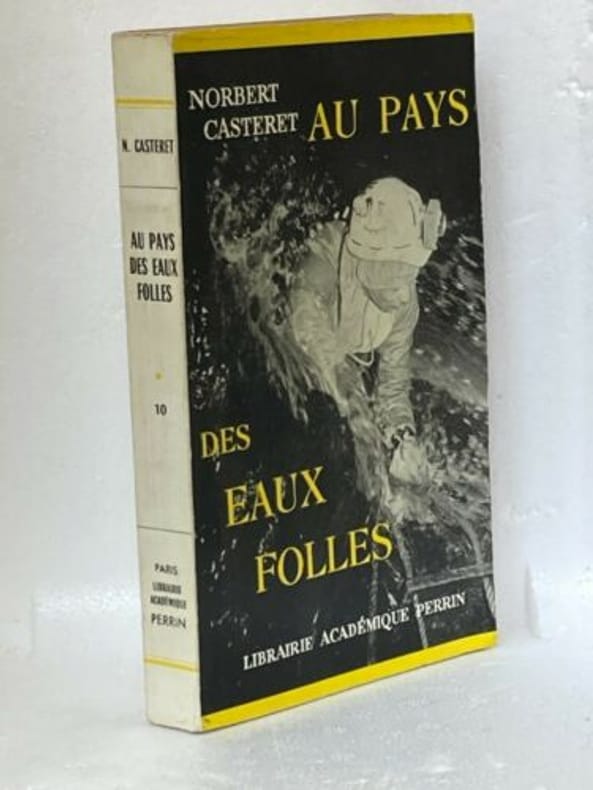 N. CASTERET
AU PAYS
DES EAUX
FOLLES
10
PARIS
LIBRAIRIE
ACADÉMIQUE
PERRIN
NORBERT
CASTERET
AU PAYS
DES
EAUX
FOLLES
LIBRAIRIE ACADÉMIQUE PERRIN